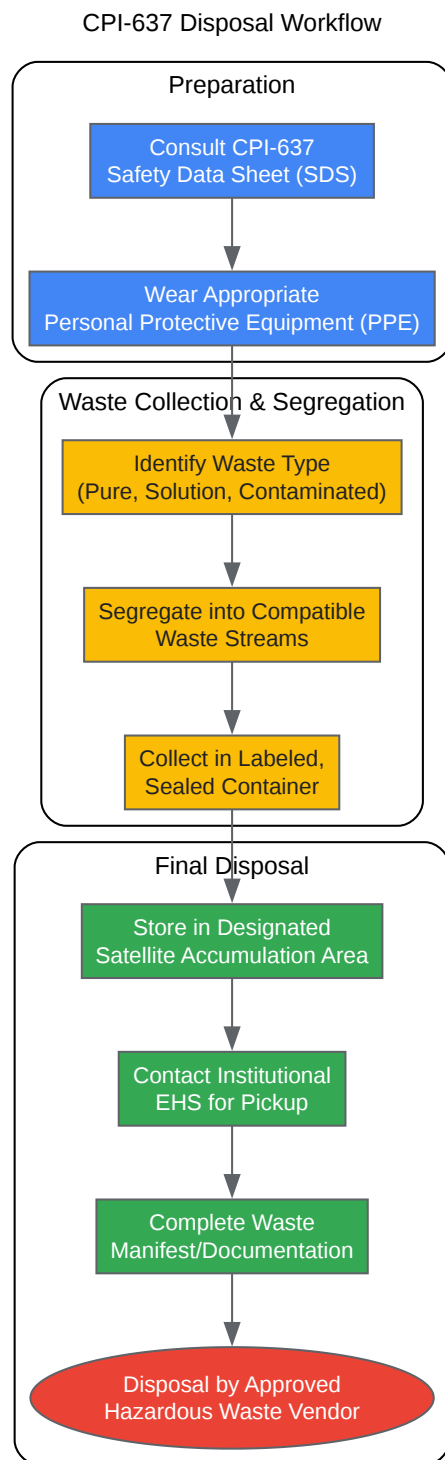 CPI-637 Disposal Workflow
Preparation
Consult CPI-637
Safety Data Sheet (SDS)
Wear Appropriate
Personal Protective Equipment (PPE)
Waste Collection & Segregation
Identify Waste Type
(Pure, Solution, Contaminated)
Segregate into Compatible
Waste Streams
Collect in Labeled,
Sealed Container
Final Disposal
Store in Designated
Satellite Accumulation Area
Contact Institutional
EHS for Pickup
Complete Waste
Manifest/Documentation
Disposal by Approved
Hazardous Waste Vendor